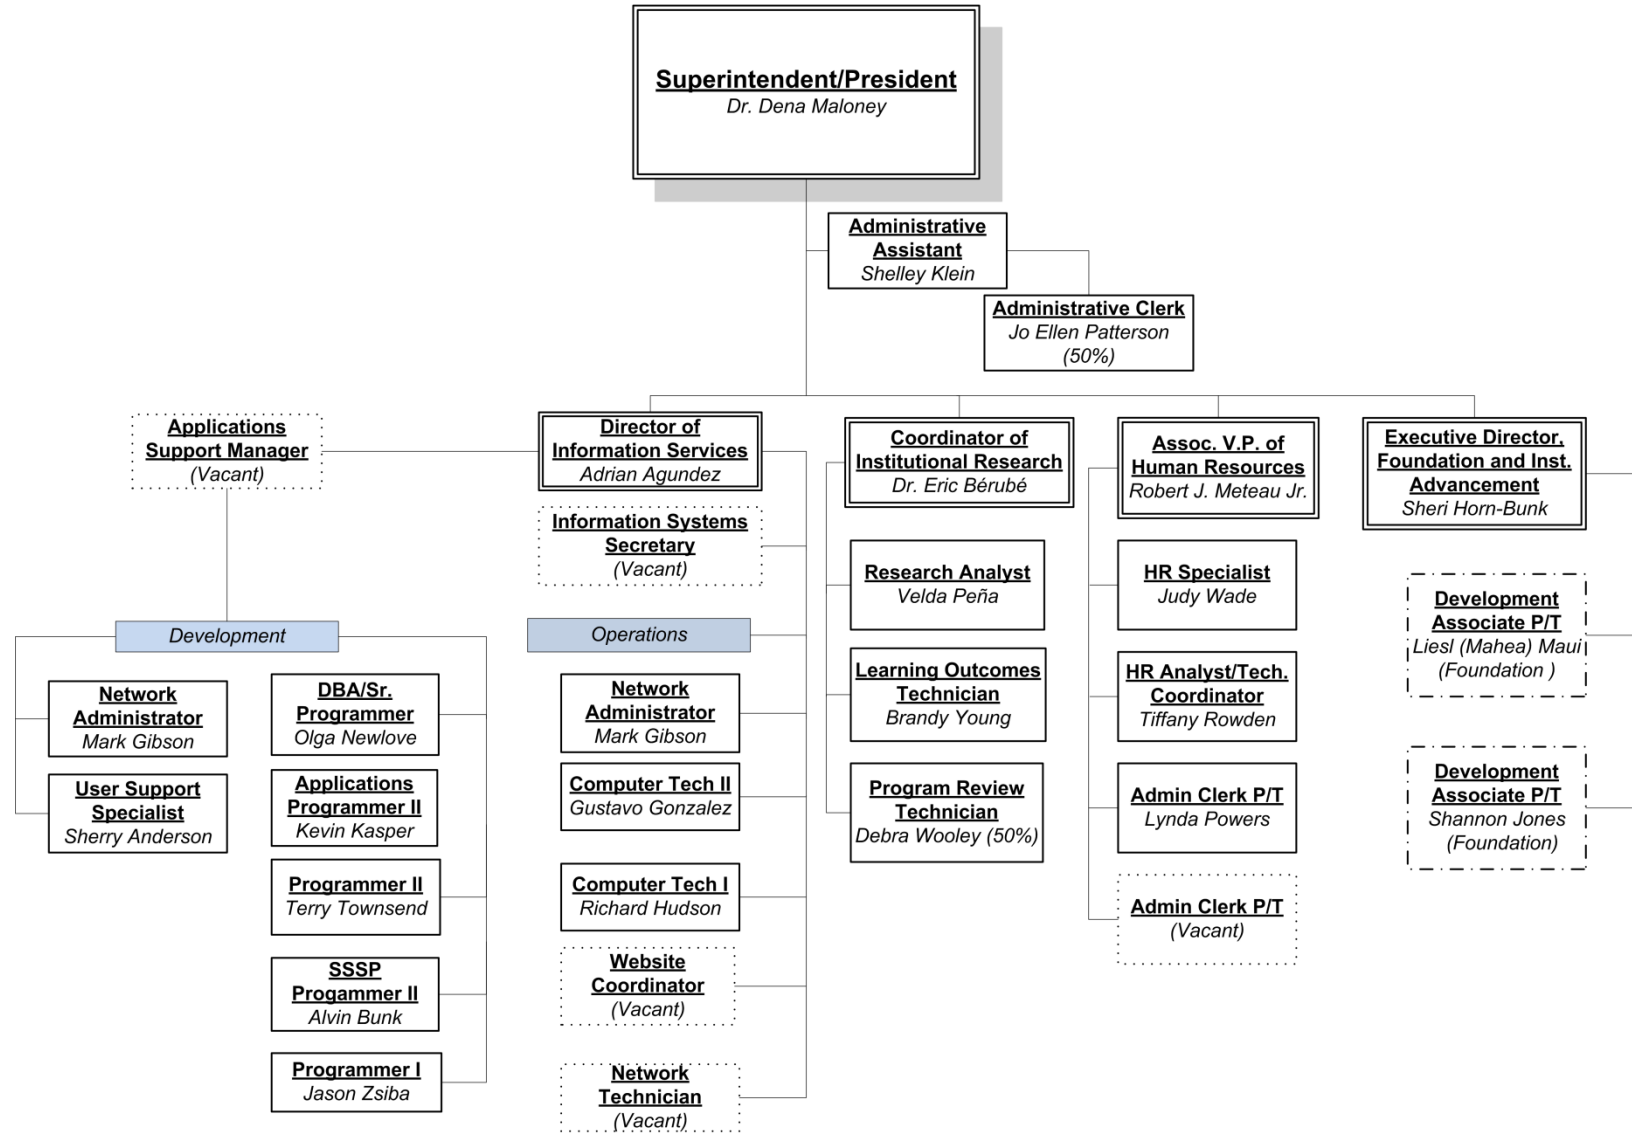 Superintendent/President
Dr. Dena Maloney
Administrative
Assistant
Shelley Klein
Administrative Clerk
Jo Ellen Patterson
(50%)
Applications
Support Manager
(Vacant)
Director of
Information Services
Adrian Agundez
Information Systems
Secretary
(Vacant)
Coordinator of
Institutional Research
Dr. Eric Bérubé
Assoc. V.P. of
Human Resources
Robert J. Meteau Jr.
Executive Director,
Foundation and Inst.
Advancement
Sheri Horn-Bunk
Development
Network
Administrator
Mark Gibson
User Support
Specialist
Sherry Anderson
DBA/Sr.
Programmer
Olga Newlove
Applications
Programmer II
Kevin Kasper
Programmer II
Terry Townsend
SSSP
Progammer II
Alvin Bunk
Programmer I
Jason Zsiba
Operations
Network
Administrator
Mark Gibson
Computer Tech II
Gustavo Gonzalez
Computer Tech I
Richard Hudson
Website
Coordinator
(Vacant)
Network
Technician
(Vacant)
Research Analyst
Velda Peña
Learning Outcomes
Technician
Brandy Young
Program Review
Technician
Debra Wooley (50%)
HR Specialist
Judy Wade
HR Analyst/Tech.
Coordinator
Tiffany Rowden
Admin Clerk P/T
Lynda Powers
Admin Clerk P/T
(Vacant)
Development
Associate P/T
Liesl (Mahea) Maui
(Foundation )
Development
Associate P/T
Shannon Jones
(Foundation)